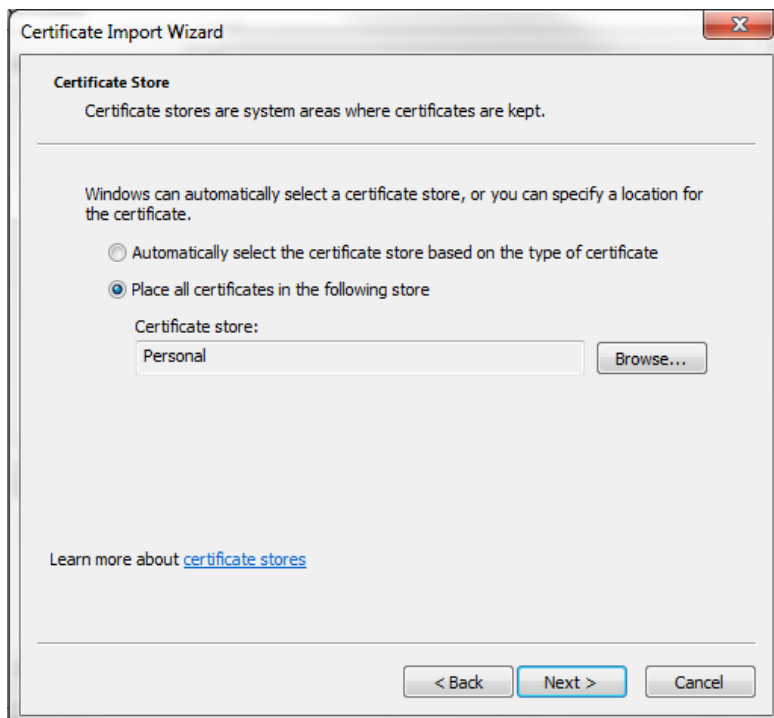 Certificate Import Wizard
Certificate Store
Certificate stores are system areas where certificates are kept.
Windows can automatically select a certificate store, or you can specify a location for
the certificate.
Automatically select the certificate store based on the type of certificate
Place all certificates in the following store
Certificate store:
Personal
Browse...
Learn more about certificate stores
< Back Next > Cancel